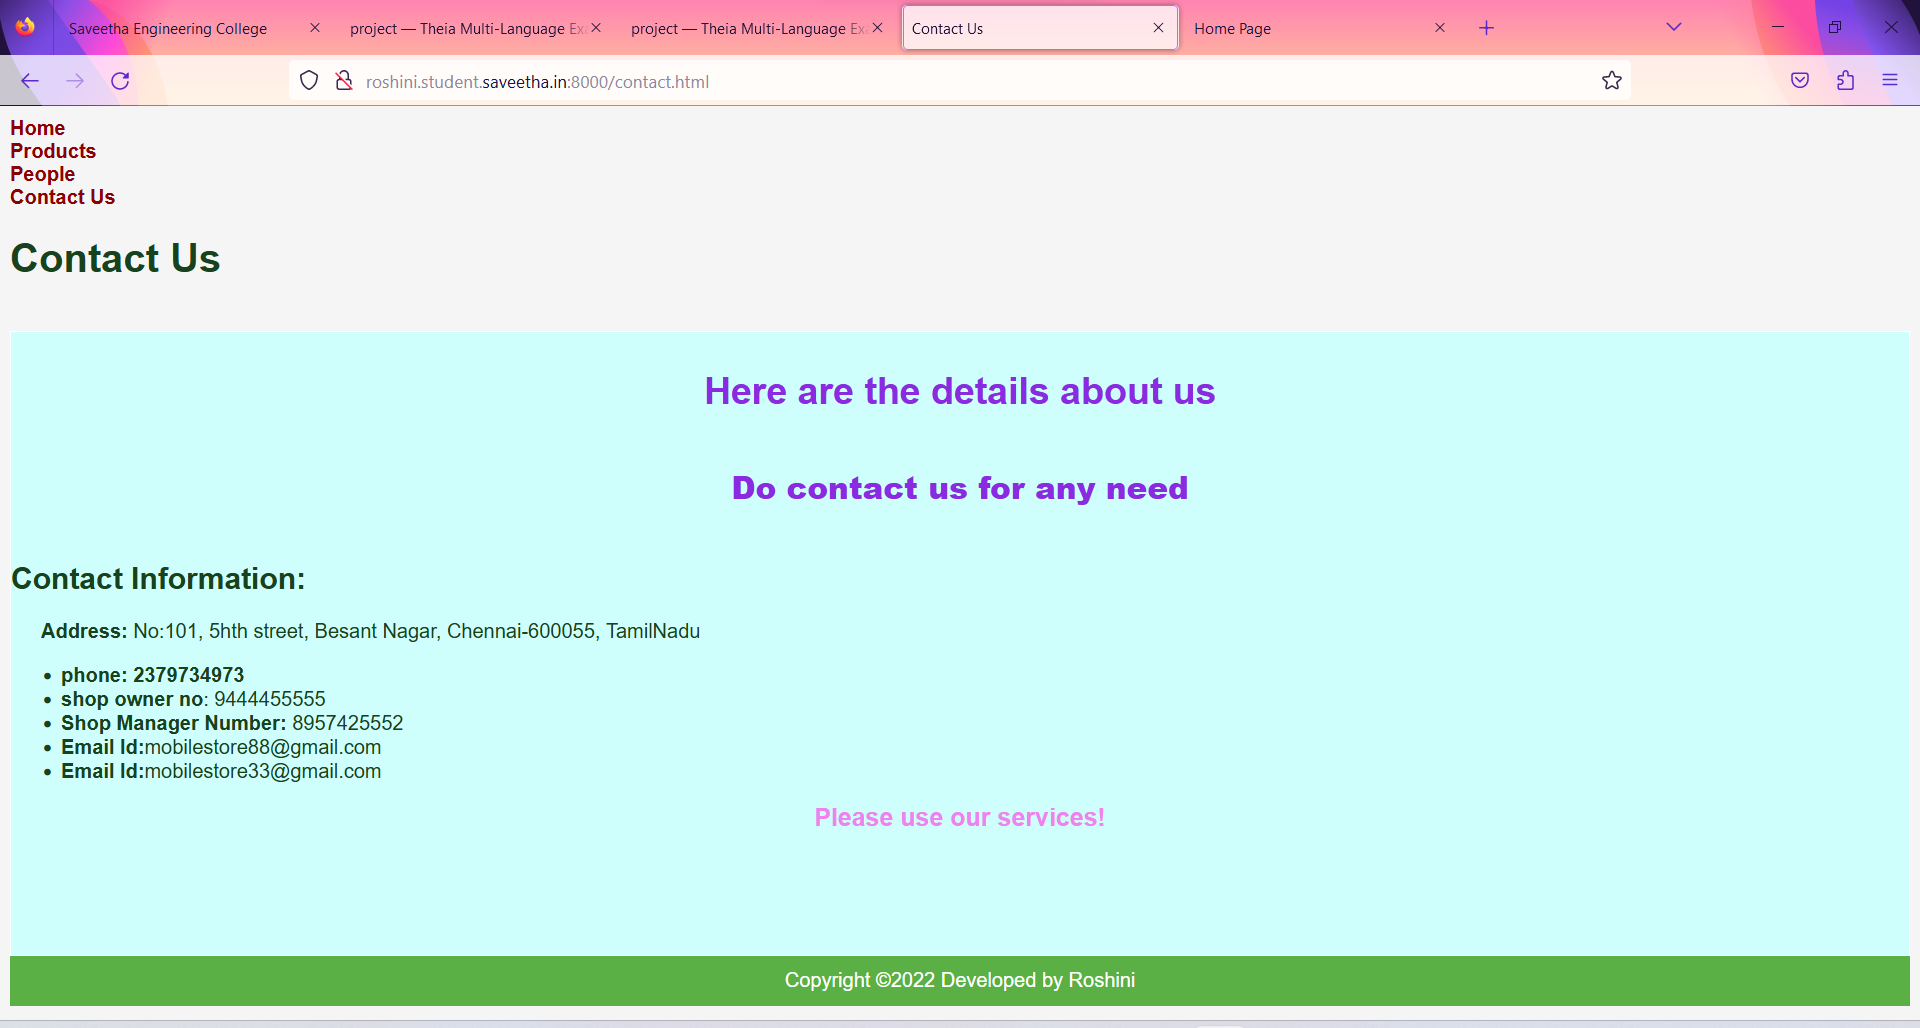 Saveetha Engineering College
project — Theia Multi-Language Exa
project — Theia Multi-Language Exa
Contact Us
Home Page
roshini.student.saveetha.in:8000/contact.html
Home
Products
People
Contact Us
Contact Us
Here are the details about us
Do contact us for any need
Contact Information:
Address: No:101, 5hth street, Besant Nagar, Chennai-600055, TamilNadu
• phone: 2379734973
• shop owner no: 9444455555
• Shop Manager Number: 8957425552
• Email Id:mobilestore88@gmail.com
• Email Id:mobilestore33@gmail.com
Please use our services!
Copyright ©2022 Developed by Roshini